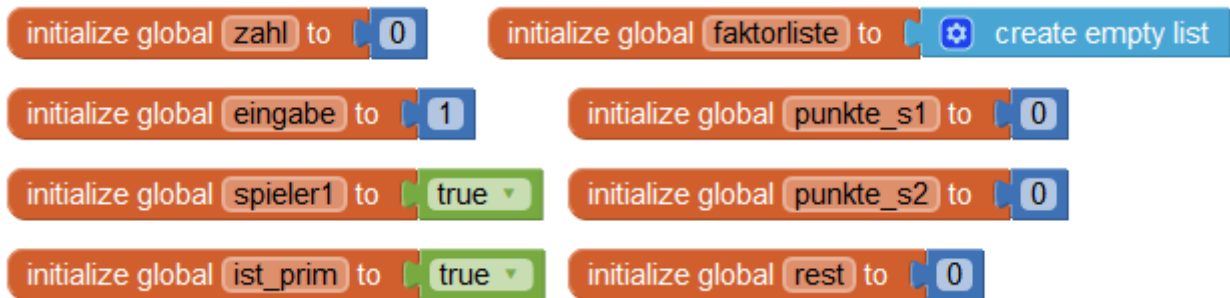 initialize global zahl to 0 initialize global faktorliste to create empty list
initialize global eingabe to 1 initialize global punkte_s1 to 0
initialize global spieler1 to true initialize global punkte_s2 to 0
initialize global ist_prim to true initialize global rest to 0